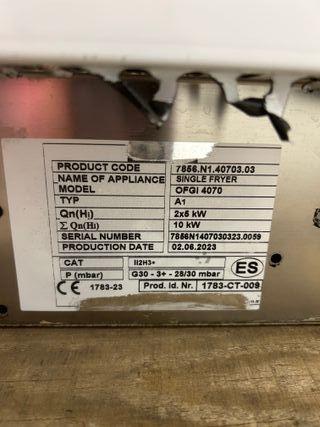 PRODUCT CODE 7856.N1.40703.03
NAME OF APPLIANCE SINGLE FRYER
MODEL OFGI 4070
TYP A1
Qn(Hi) 2x5 kW
Σ Qn(Hi) 10 kW
SERIAL NUMBER 7856N1407030323.0059
PRODUCTION DATE 02.06.2023
CAT II2H3+ ES
P (mbar) G30 - 3+ - 28/30 mbar
CE 1783-23 Prod. Id. Nr. 1783-CT-009